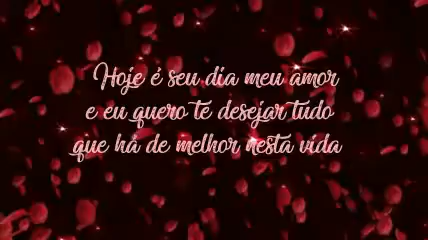 Hoje é seu dia meu amor
e eu quero te desejar tudo
que há de melhor nesta vida